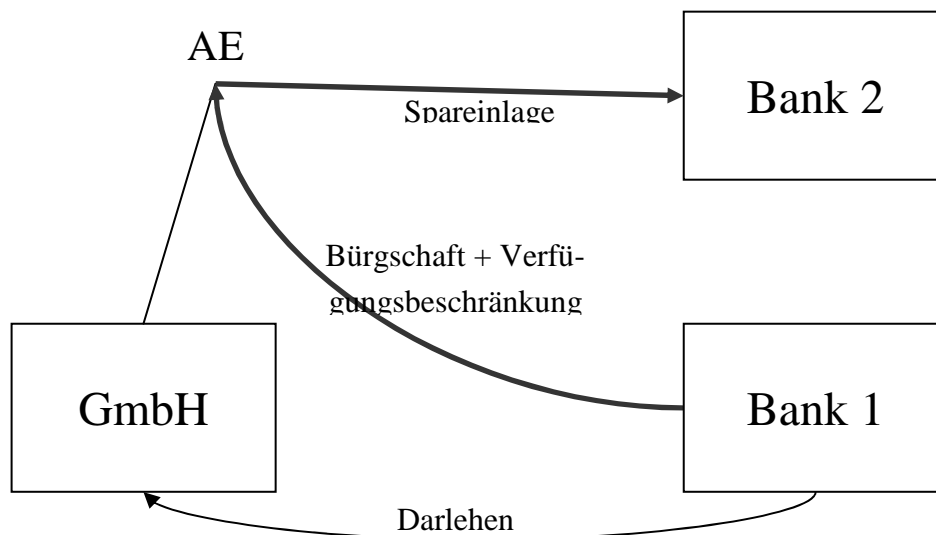 AE
Spareinlage
Bank 2
Bürgschaft + Verfü-
gungsbeschränkung
GmbH
Bank 1
Darlehen